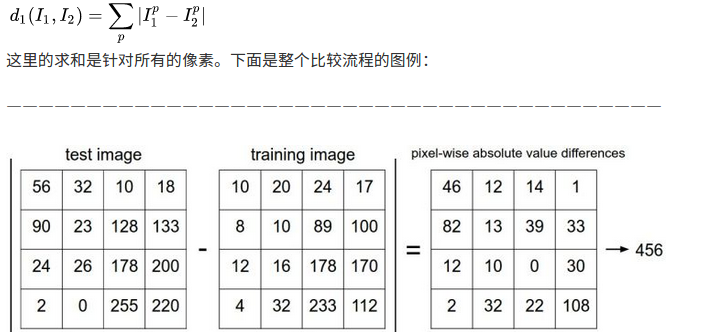 d₁(I₁, I₂) = ∑ₚ |I₁ᵖ − I₂ᵖ|
这里的求和是针对所有的像素。下面是整个比较流程的图例：
test image training image pixel-wise absolute value differences
56 32 10 18 10 20 24 17 46 12 14 1
90 23 128 133 8 10 89 100 82 13 39 33
- = → 456
24 26 178 200 12 16 178 170 12 10 0 30
2 0 255 220 4 32 233 112 2 32 22 108